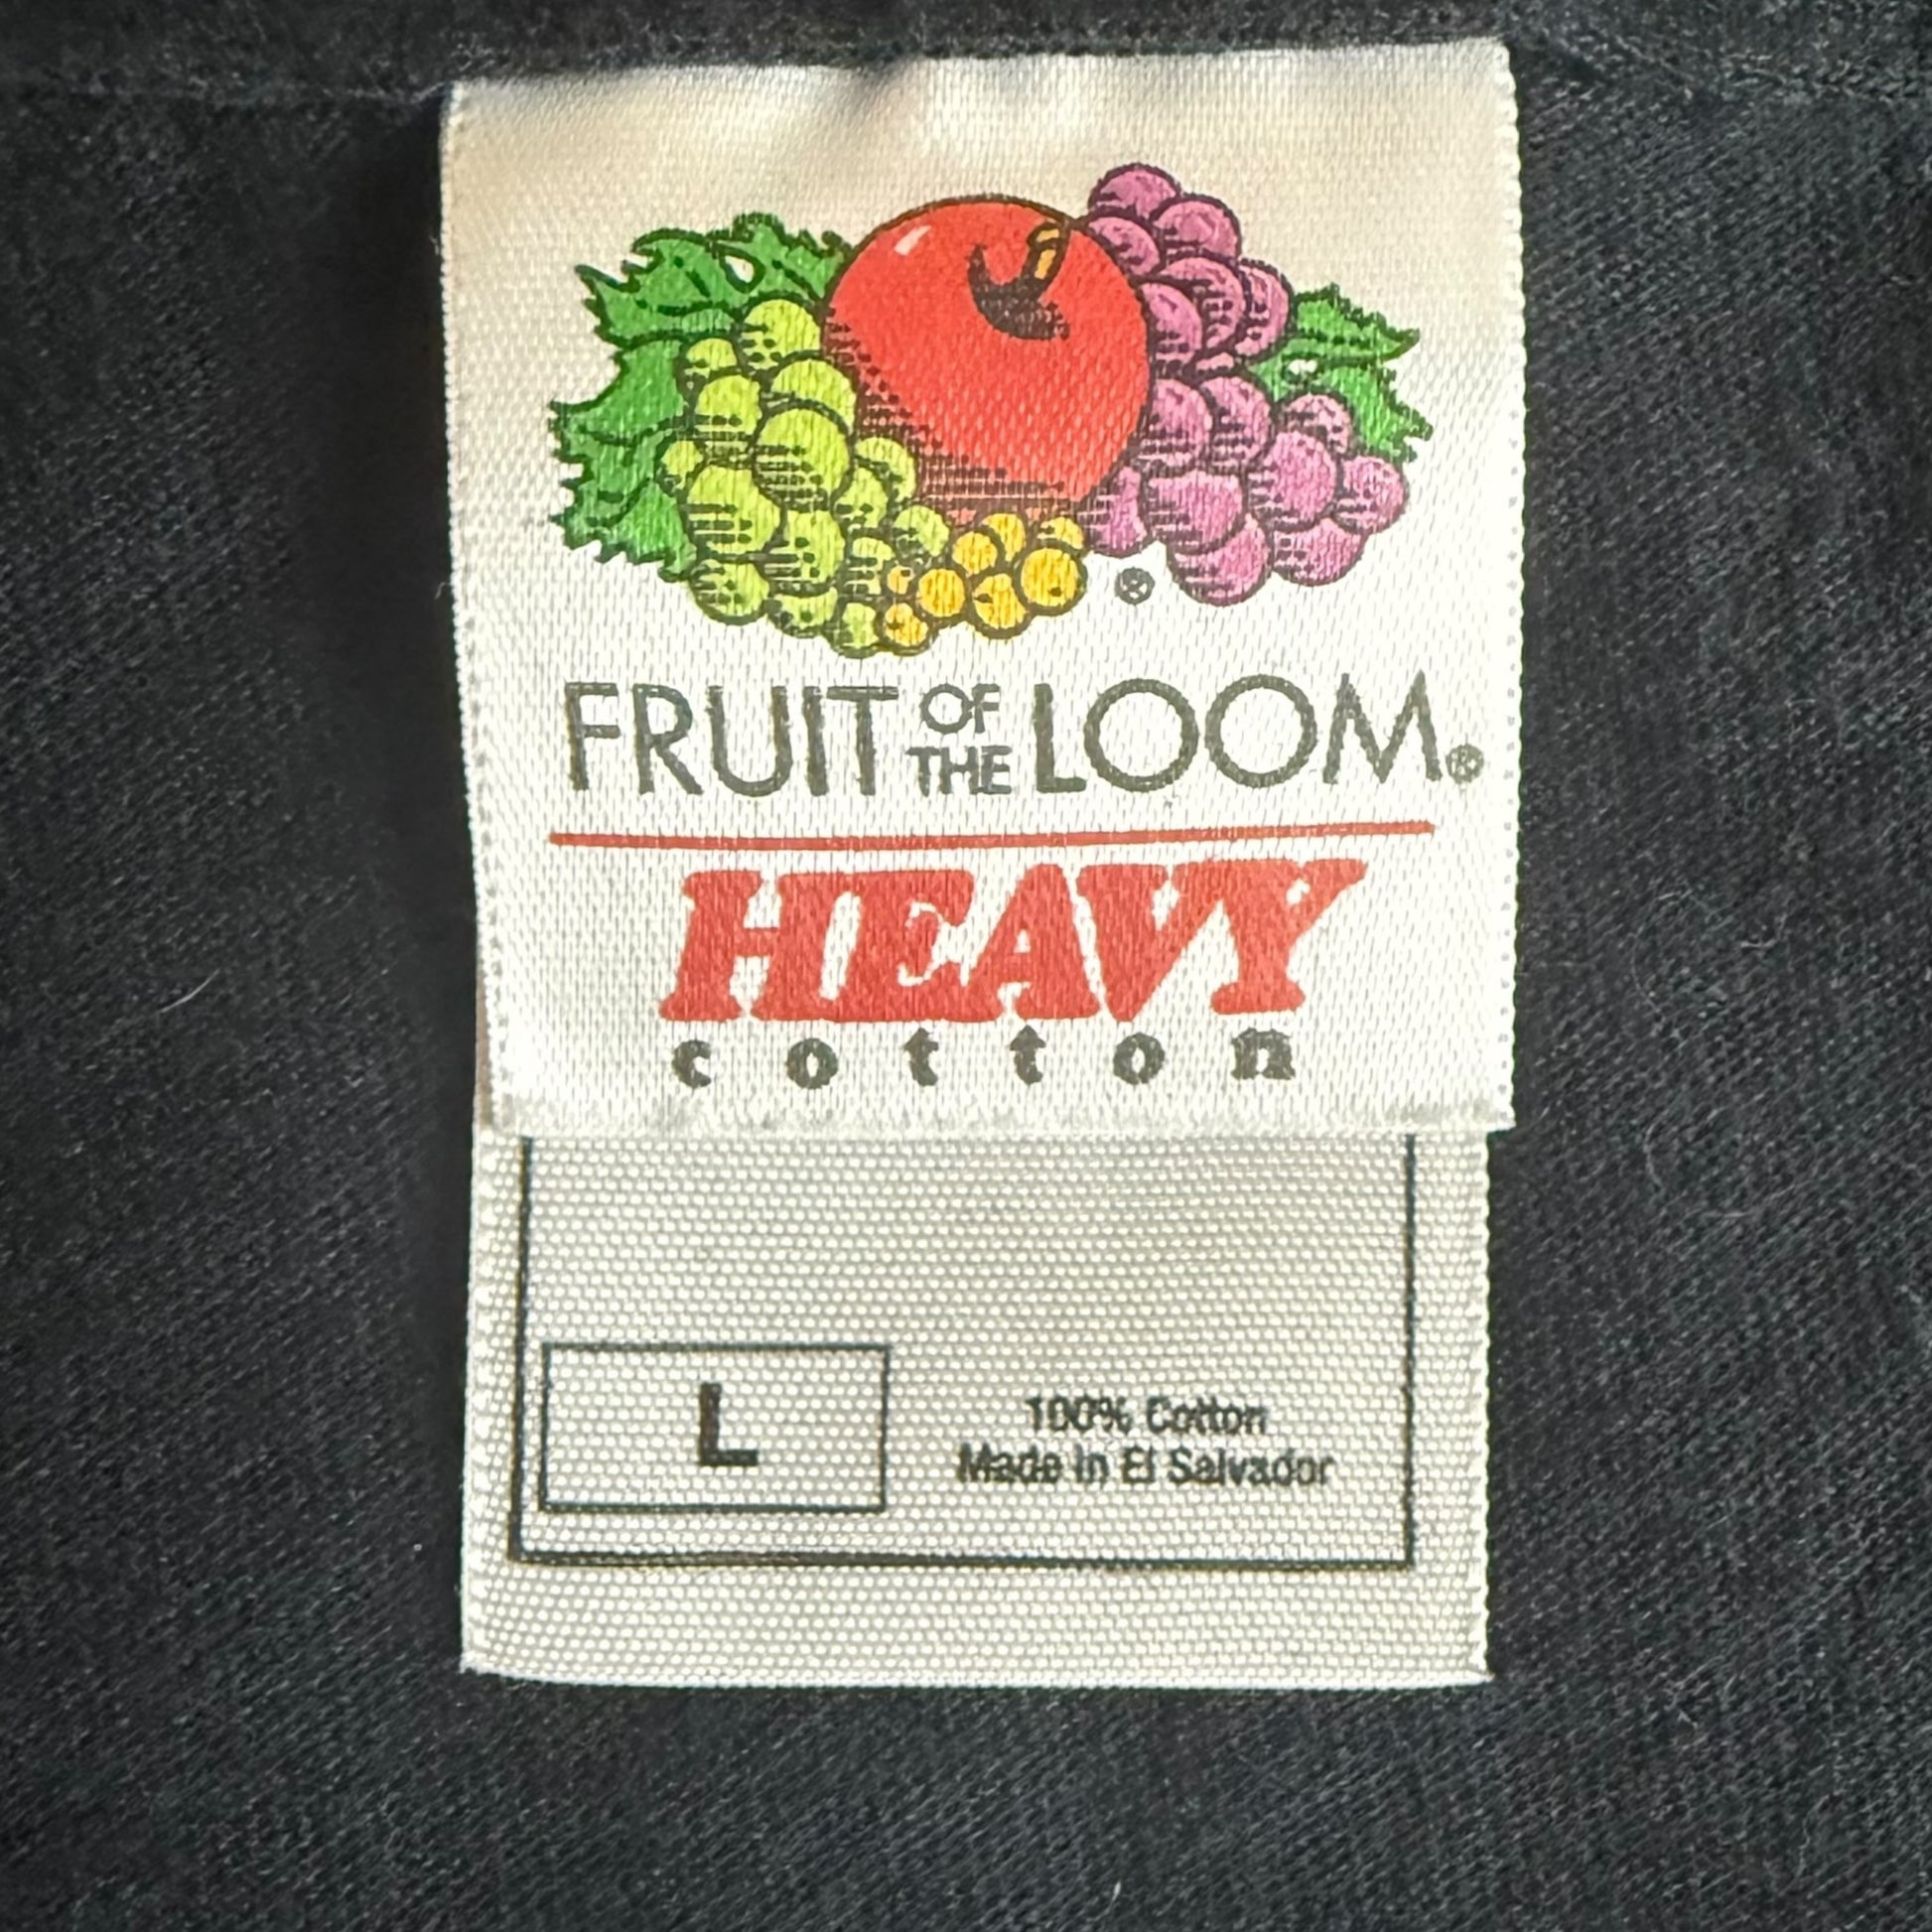 ®
FRUIT OF THE LOOM®
HEAVY
cotton
L
100% Cotton
Made in El Salvador